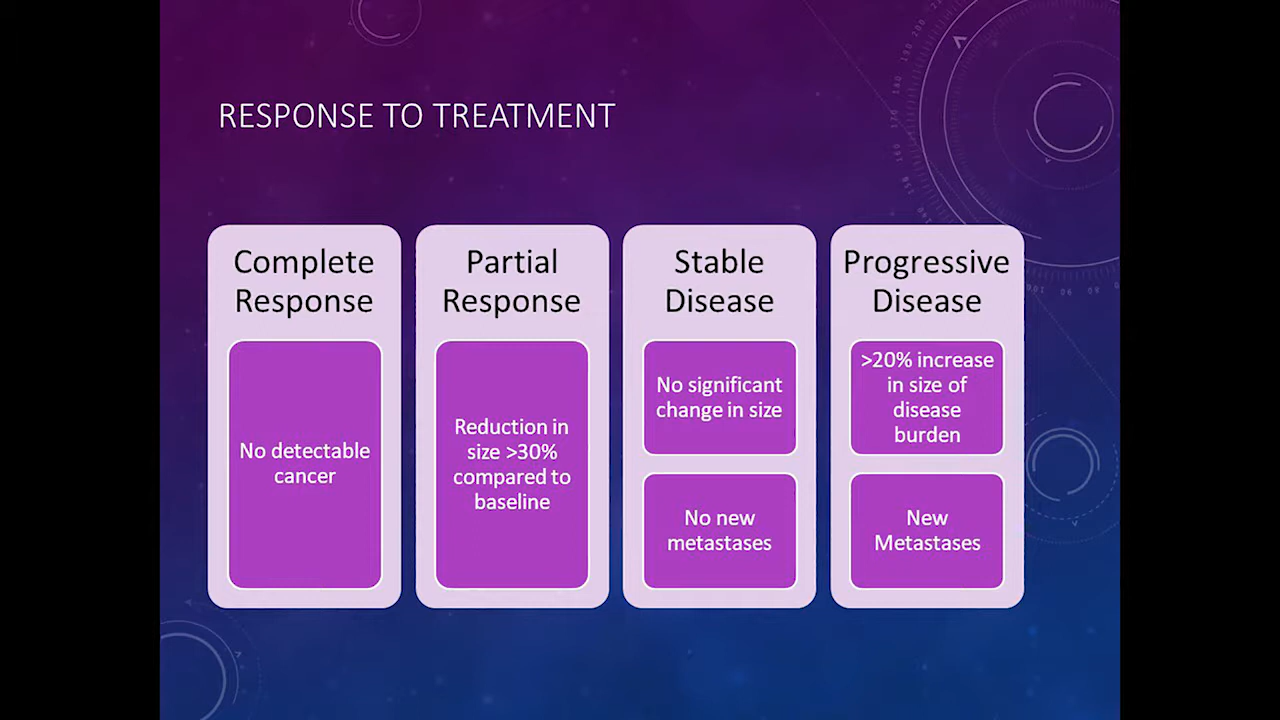 RESPONSE TO TREATMENT
Complete
Response
No detectable
cancer
Partial
Response
Reduction in
size >30%
compared to
baseline
Stable
Disease
No significant
change in size
No new
metastases
Progressive
Disease
>20% increase
in size of
disease
burden
New
Metastases